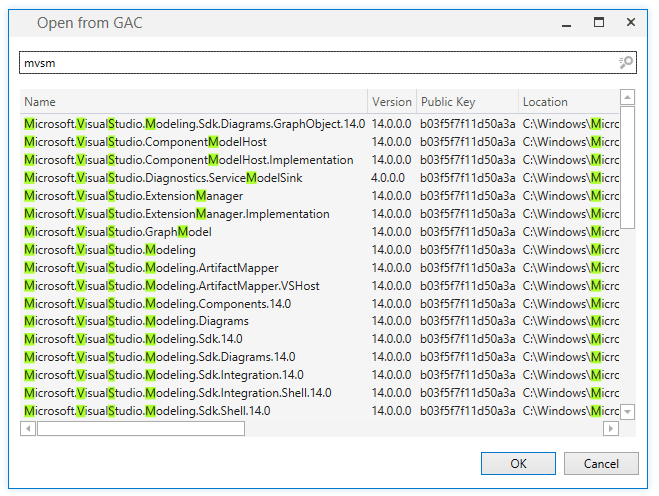 Open from GAC
mvsm
Name Version Public Key Location
Microsoft.VisualStudio.Modeling.Sdk.Diagrams.GraphObject.14.0 14.0.0.0 b03f5f7f11d50a3a C:\Windows\Micro
Microsoft.VisualStudio.ComponentModelHost 14.0.0.0 b03f5f7f11d50a3a C:\Windows\Micro
Microsoft.VisualStudio.ComponentModelHost.Implementation 14.0.0.0 b03f5f7f11d50a3a C:\Windows\Micro
Microsoft.VisualStudio.Diagnostics.ServiceModelSink 4.0.0.0 b03f5f7f11d50a3a C:\Windows\Micro
Microsoft.VisualStudio.ExtensionManager 14.0.0.0 b03f5f7f11d50a3a C:\Windows\Micro
Microsoft.VisualStudio.ExtensionManager.Implementation 14.0.0.0 b03f5f7f11d50a3a C:\Windows\Micro
Microsoft.VisualStudio.GraphModel 14.0.0.0 b03f5f7f11d50a3a C:\Windows\Micro
Microsoft.VisualStudio.Modeling 14.0.0.0 b03f5f7f11d50a3a C:\Windows\Micro
Microsoft.VisualStudio.Modeling.ArtifactMapper 14.0.0.0 b03f5f7f11d50a3a C:\Windows\Micro
Microsoft.VisualStudio.Modeling.ArtifactMapper.VSHost 14.0.0.0 b03f5f7f11d50a3a C:\Windows\Micro
Microsoft.VisualStudio.Modeling.Components.14.0 14.0.0.0 b03f5f7f11d50a3a C:\Windows\Micro
Microsoft.VisualStudio.Modeling.Diagrams 14.0.0.0 b03f5f7f11d50a3a C:\Windows\Micro
Microsoft.VisualStudio.Modeling.Sdk.14.0 14.0.0.0 b03f5f7f11d50a3a C:\Windows\Micro
Microsoft.VisualStudio.Modeling.Sdk.Diagrams.14.0 14.0.0.0 b03f5f7f11d50a3a C:\Windows\Micro
Microsoft.VisualStudio.Modeling.Sdk.Integration.14.0 14.0.0.0 b03f5f7f11d50a3a C:\Windows\Micro
Microsoft.VisualStudio.Modeling.Sdk.Integration.Shell.14.0 14.0.0.0 b03f5f7f11d50a3a C:\Windows\Micro
Microsoft.VisualStudio.Modeling.Sdk.Shell.14.0 14.0.0.0 b03f5f7f11d50a3a C:\Windows\Micro
OK Cancel